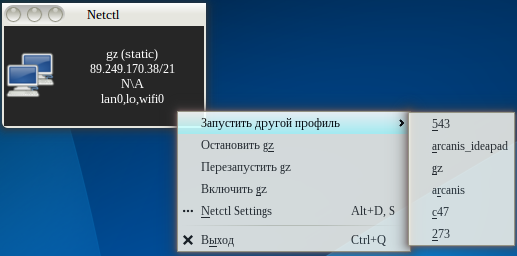 Netctl
gz (static)
89.249.170.38/21
N\A
lan0,lo,wifi0
Запустить другой профиль
Остановить gz
Перезапустить gz
Включить gz
Netctl Settings Alt+D, S
Выход Ctrl+Q
543
arcanis_ideapad
gz
arcanis
c47
273